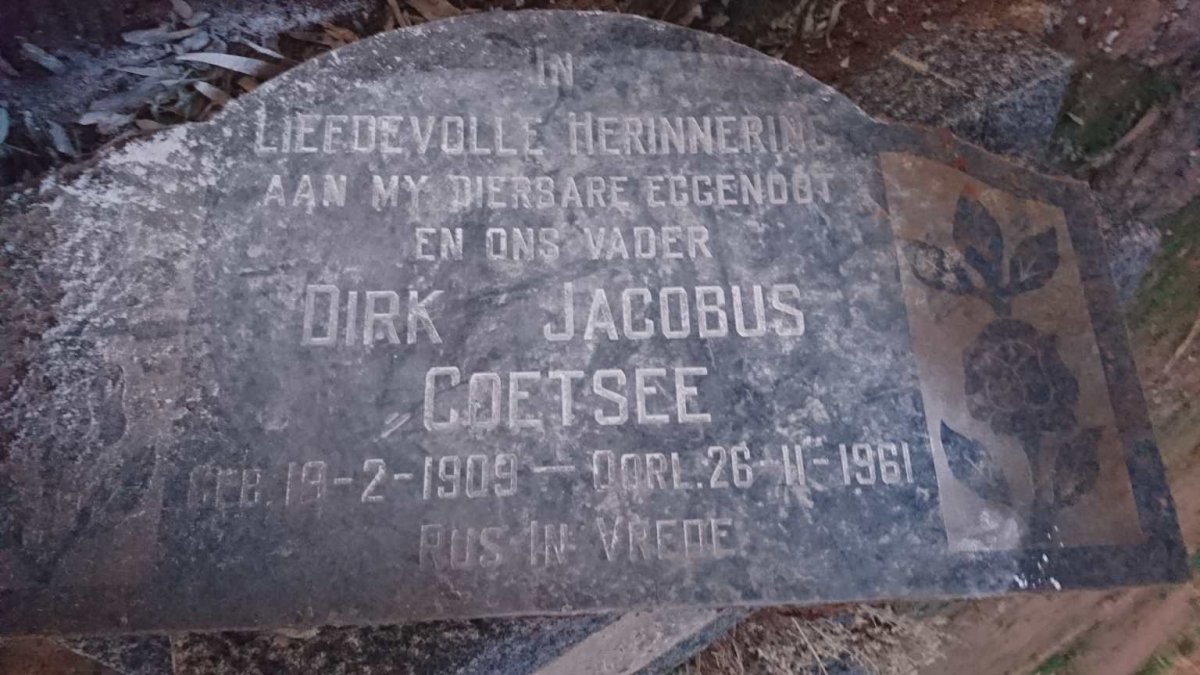 IN
LIEFDEVOLLE HERINNERING
AAN MY DIERBARE EGGENOOT
EN ONS VADER
DIRK JACOBUS
COETSEE
GEB. 19-2-1909 — OORL. 26-11-1961
RUS IN VREDE